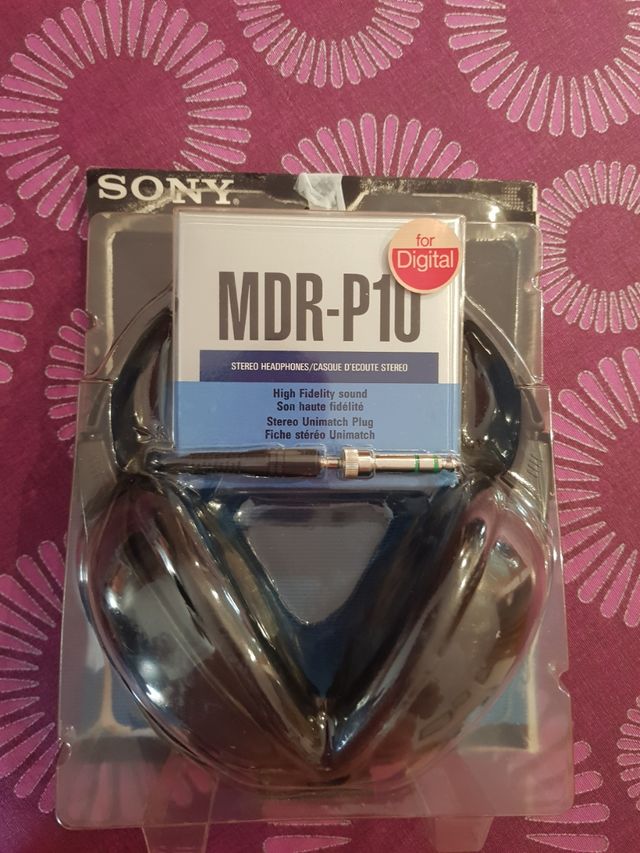 SONY
for
Digital
MDR-P10
STEREO HEADPHONES/CASQUE D'ECOUTE STEREO
High Fidelity sound
Son haute fidélité
Stereo Unimatch Plug
Fiche stéréo Unimatch